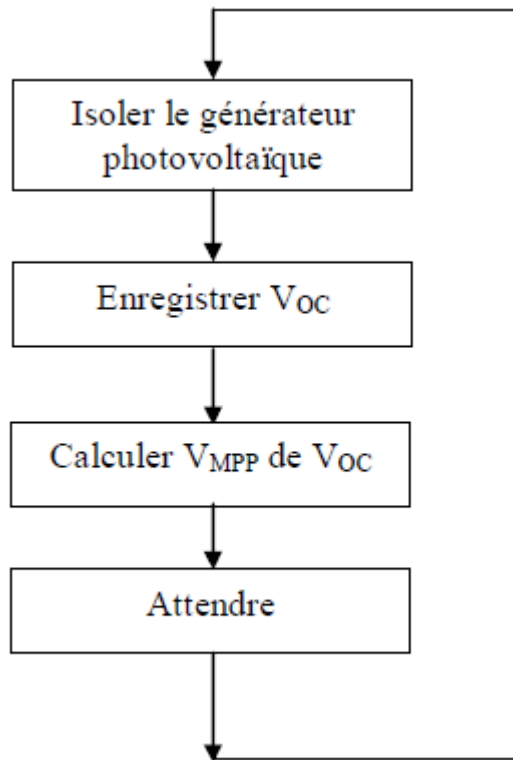 Isoler le générateur
photovoltaïque
Enregistrer VOC
Calculer VMPP de VOC
Attendre